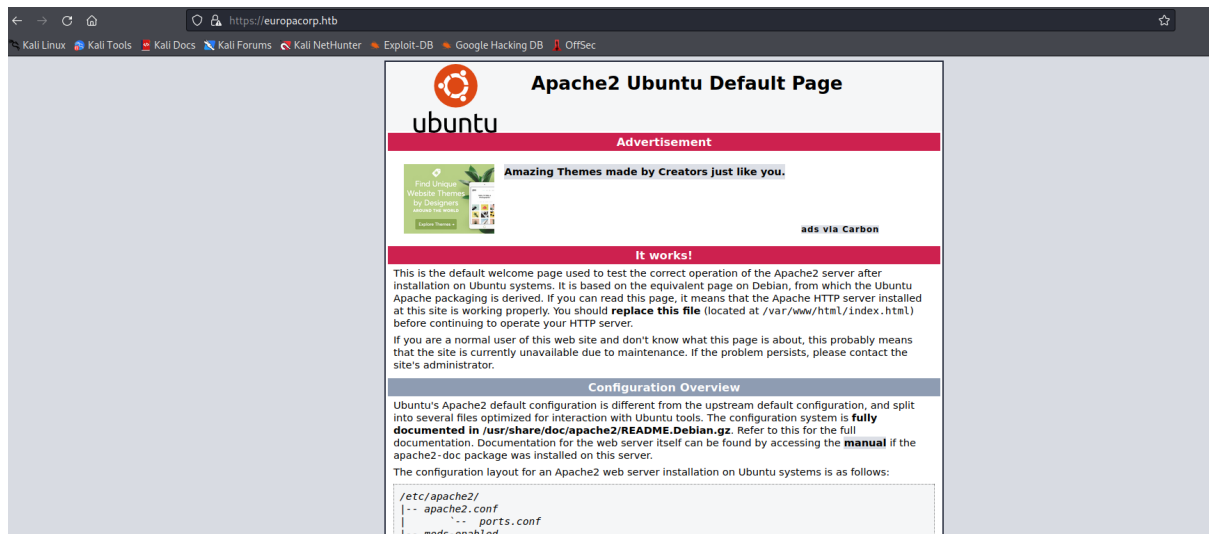 https://europacorp.htb
Kali Linux Kali Tools Kali Docs Kali Forums Kali NetHunter Exploit-DB Google Hacking DB OffSec
ubuntu
Apache2 Ubuntu Default Page
Advertisement
Find Unique
Website Themes
by Designers
AROUND THE WORLD
Explore Themes
Amazing Themes made by Creators just like you.
ads via Carbon
It works!
This is the default welcome page used to test the correct operation of the Apache2 server after
installation on Ubuntu systems. It is based on the equivalent page on Debian, from which the Ubuntu
Apache packaging is derived. If you can read this page, it means that the Apache HTTP server installed
at this site is working properly. You should replace this file (located at /var/www/html/index.html)
before continuing to operate your HTTP server.
If you are a normal user of this web site and don't know what this page is about, this probably means
that the site is currently unavailable due to maintenance. If the problem persists, please contact the
site's administrator.
Configuration Overview
Ubuntu's Apache2 default configuration is different from the upstream default configuration, and split
into several files optimized for interaction with Ubuntu tools. The configuration system is fully
documented in /usr/share/doc/apache2/README.Debian.gz. Refer to this for the full
documentation. Documentation for the web server itself can be found by accessing the manual if the
apache2-doc package was installed on this server.
The configuration layout for an Apache2 web server installation on Ubuntu systems is as follows:
/etc/apache2/
|-- apache2.conf
| `-- ports.conf
|-- mods-enabled